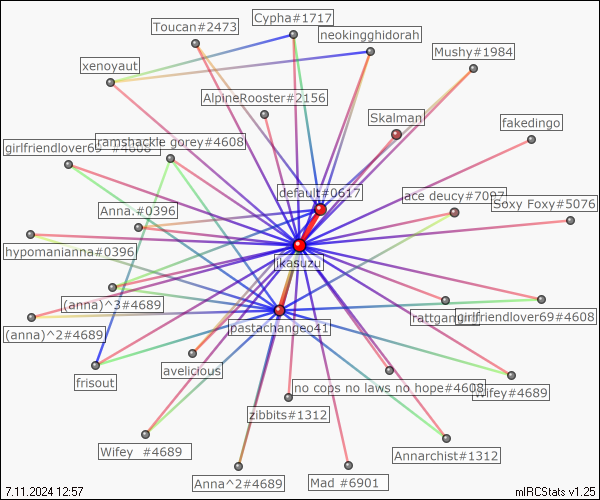 Cypha#1717
Toucan#2473
neokingghidorah
Mushy#1984
xenoyaut
AlpineRooster#2156
Skalman
fakedingo
girlfriendlover69 #4608
ramshackle gorey#4608
default#0617
ace deucy#7087
Soxy Foxy#5076
Anna.#0396
hypomanianna#0396
jkasuzu
(anna)^3#4689
rattgang
girlfriendlover69#4608
(anna)^2#4689
pastachangeo41
avelicious
frisout
no cops no laws no hope#4608
Wifey#4689
zibbits#1312
Wifey #4689
Annarchist#1312
Anna^2#4689
Mad #6901
7.11.2024 12:57
mIRCStats v1.25